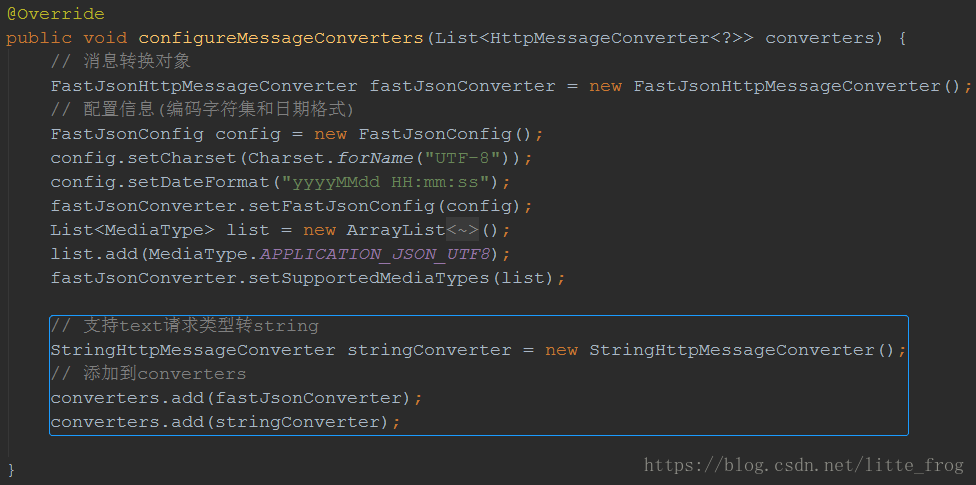 @Override
public void configureMessageConverters(List<HttpMessageConverter<?>> converters) {
// 消息转换对象
FastJsonHttpMessageConverter fastJsonConverter = new FastJsonHttpMessageConverter();
// 配置信息(编码字符集和日期格式)
FastJsonConfig config = new FastJsonConfig();
config.setCharset(Charset.forName("UTF-8"));
config.setDateFormat("yyyyMMdd HH:mm:ss");
fastJsonConverter.setFastJsonConfig(config);
List<MediaType> list = new ArrayList<~>();
list.add(MediaType.APPLICATION_JSON_UTF8);
fastJsonConverter.setSupportedMediaTypes(list);
// 支持text请求类型转string
StringHttpMessageConverter stringConverter = new StringHttpMessageConverter();
// 添加到converters
converters.add(fastJsonConverter);
converters.add(stringConverter);
}
https://blog.csdn.net/litte_frog